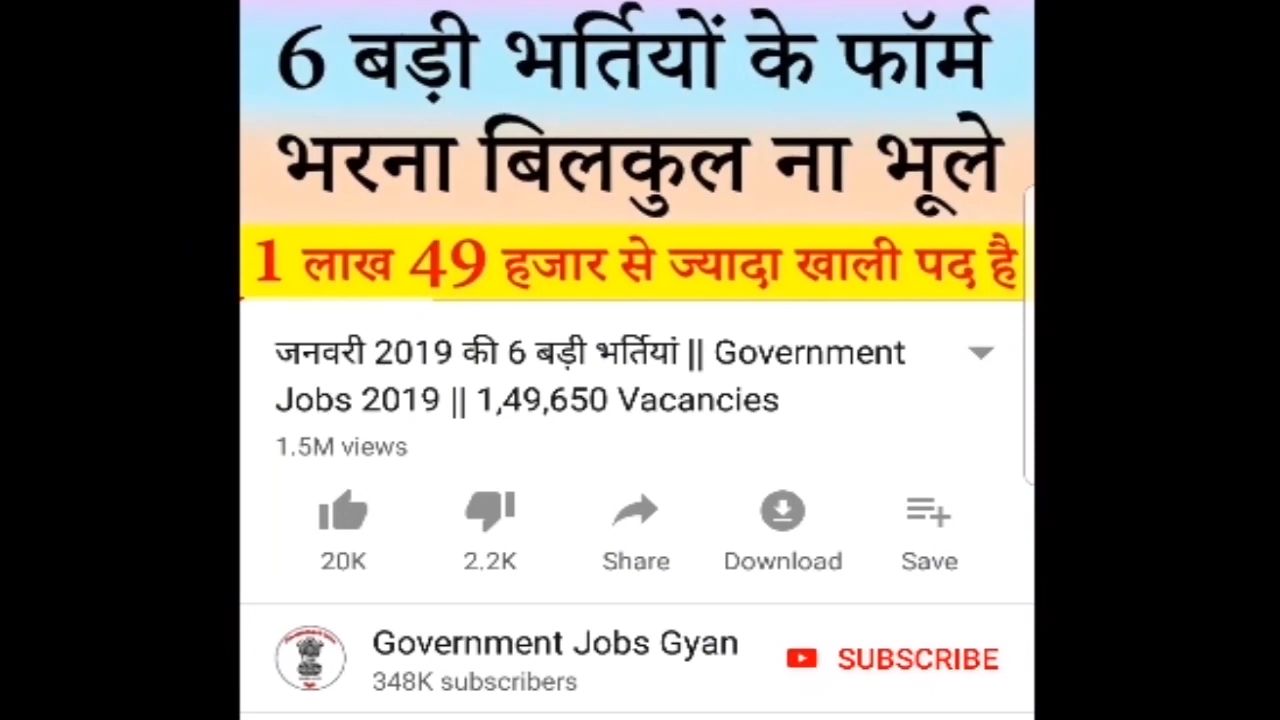 6 बड़ी भर्तियों के फॉर्म
भरना बिलकुल ना भूले
1 लाख 49 हजार से ज्यादा खाली पद है
जनवरी 2019 की 6 बड़ी भर्तियां || Government
Jobs 2019 || 1,49,650 Vacancies
1.5M views
20K 2.2K Share Download Save
Government Jobs Gyan
348K subscribers
SUBSCRIBE